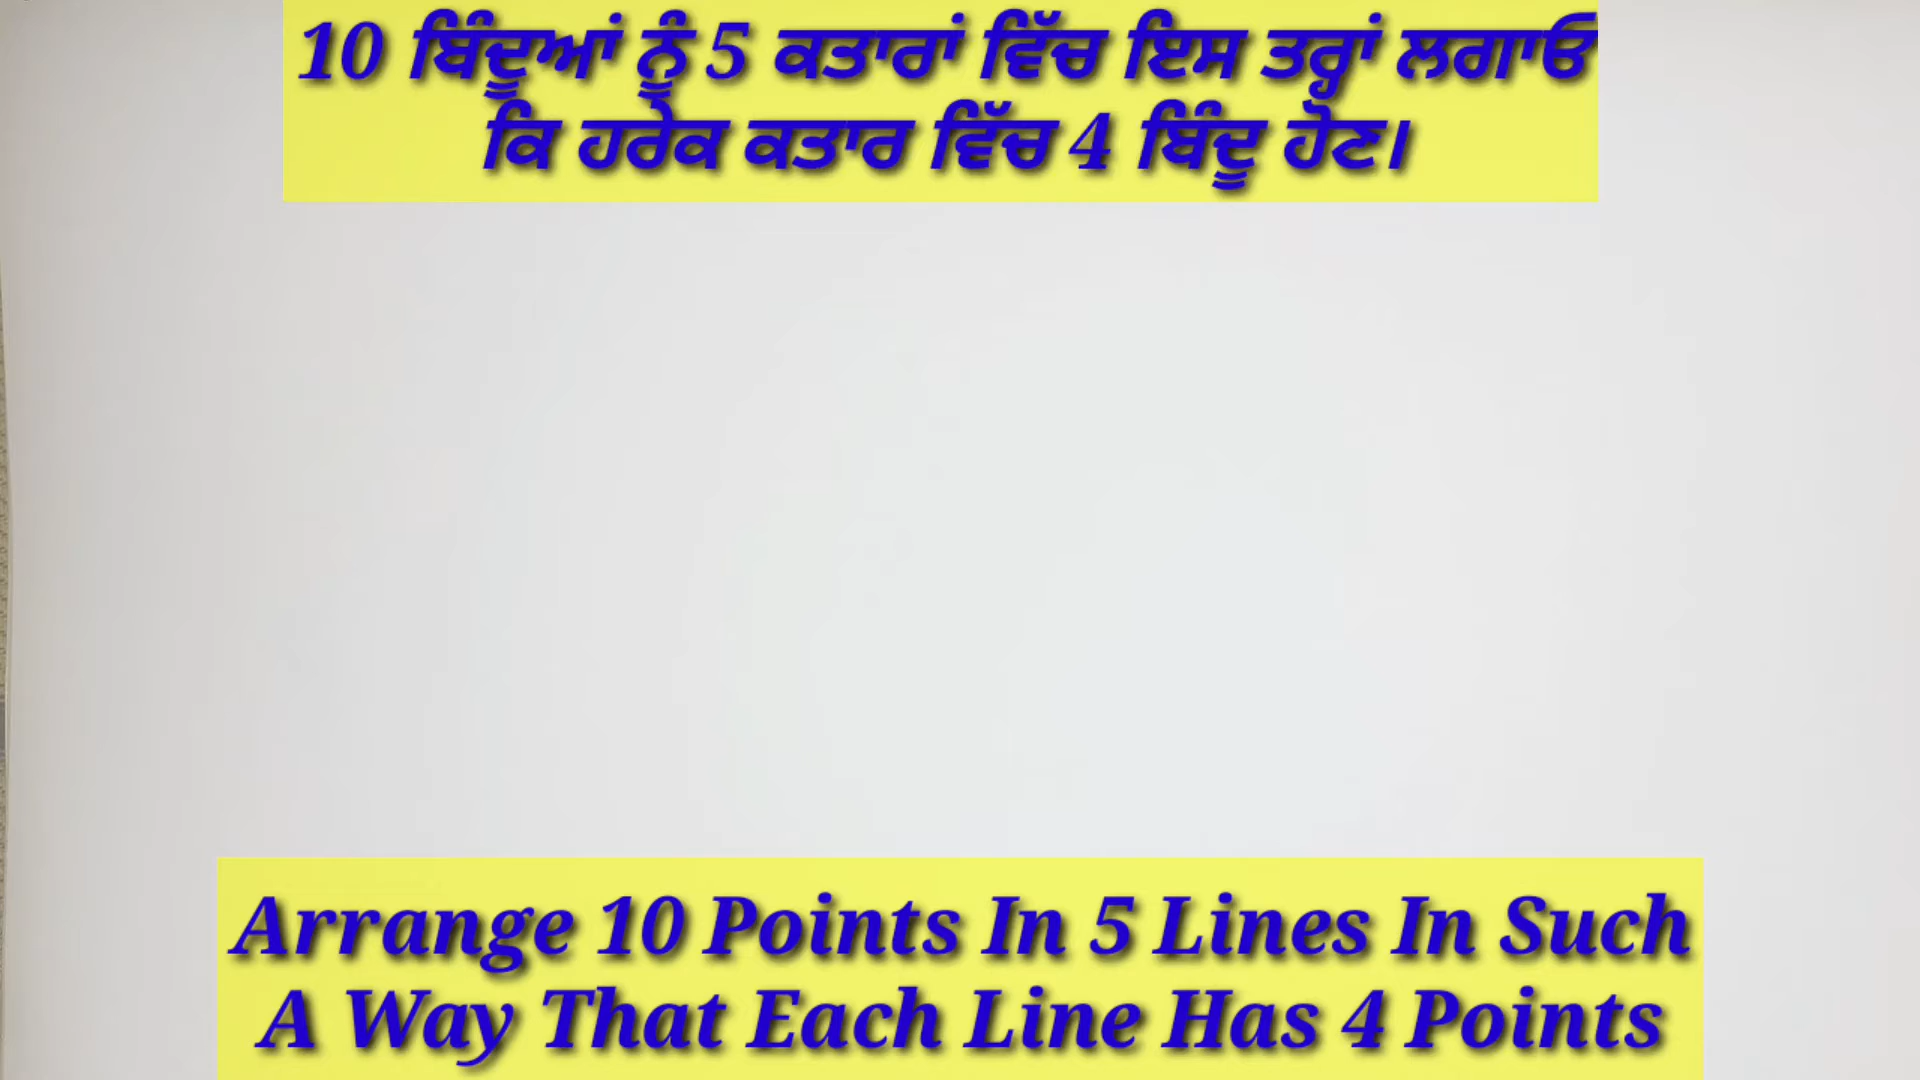 10 ਬਿੰਦੂਆਂ ਨੂੰ 5 ਕਤਾਰਾਂ ਵਿੱਚ ਇਸ ਤਰ੍ਹਾਂ ਲਗਾਓ
ਕਿ ਹਰੇਕ ਕਤਾਰ ਵਿੱਚ 4 ਬਿੰਦੂ ਹੋਣ।
Arrange 10 Points In 5 Lines In Such
A Way That Each Line Has 4 Points